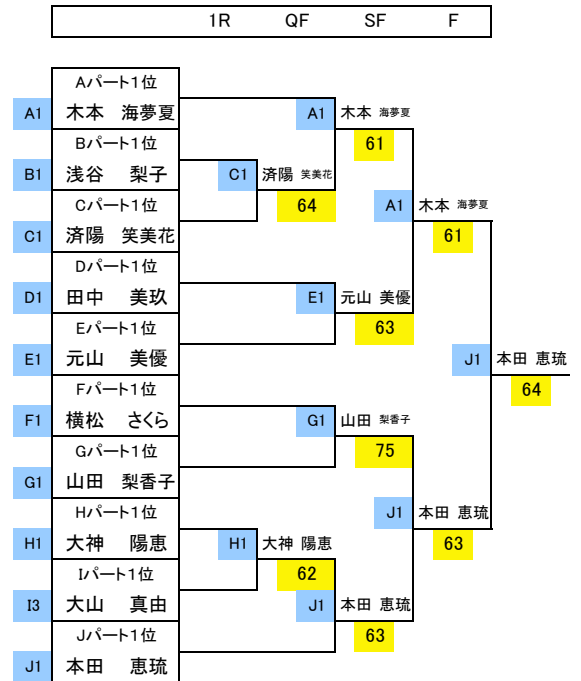 1R QF SF F
Aパート1位
A1 木本 海夢夏 A1 木本 海夢夏
Bパート1位 61
B1 浅谷 梨子 C1 済陽 笑美花
Cパート1位 64 A1 木本 海夢夏
C1 済陽 笑美花 61
Dパート1位
D1 田中 美玖 E1 元山 美優
Eパート1位 63
E1 元山 美優 J1 本田 恵琉
Fパート1位 64
F1 横松 さくら G1 山田 梨香子
Gパート1位 75
G1 山田 梨香子
Hパート1位 J1 本田 恵琉
H1 大神 陽恵 H1 大神 陽恵 63
Iパート1位 62
I3 大山 真由 J1 本田 恵琉
Jパート1位 63
J1 本田 恵琉